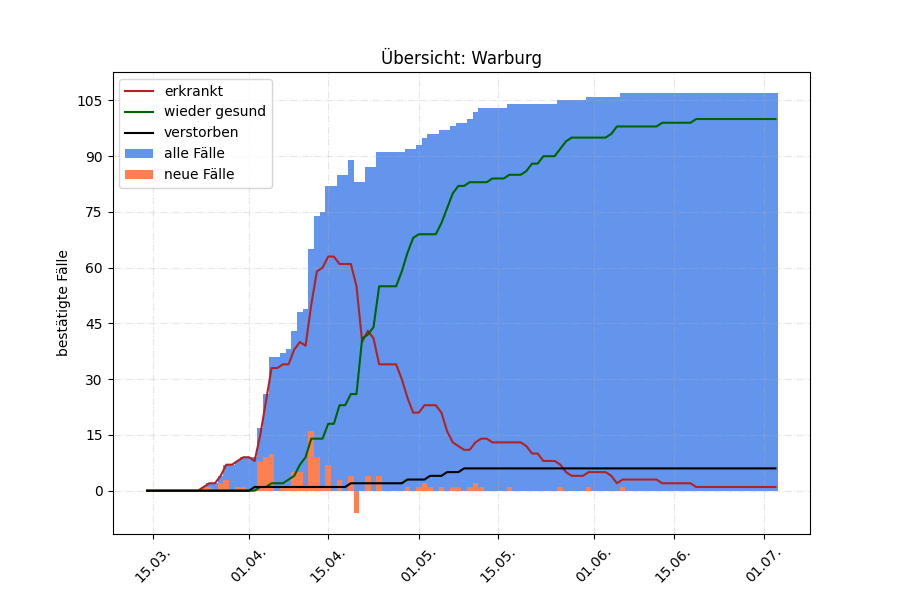 Übersicht: Warburg
erkrankt
wieder gesund
verstorben
alle Fälle
neue Fälle
bestätigte Fälle
105
90
75
60
45
30
15
0
15.03.
01.04.
15.04.
01.05.
15.05.
01.06.
15.06.
01.07.